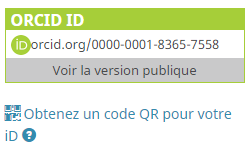 ORCID ID
iD orcid.org/0000-0001-8365-7558
Voir la version publique
Obtenez un code QR pour votre
iD ?